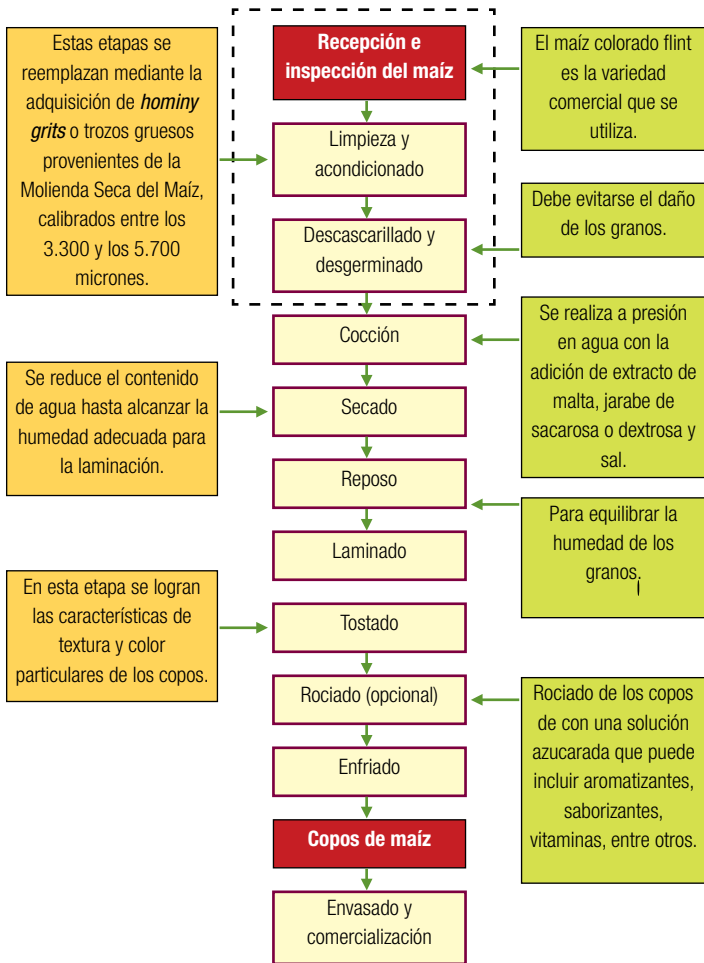 Estas etapas se
reemplazan mediante la
adquisición de hominy
grits o trozos gruesos
provenientes de la
Molienda Seca del Maíz,
calibrados entre los
3.300 y los 5.700
micrones.
Recepción e
inspección del maíz
El maíz colorado flint
es la variedad
comercial que se
utiliza.
Limpieza y
acondicionado
Descascarillado y
desgerminado
Debe evitarse el daño
de los granos.
Cocción
Se realiza a presión
en agua con la
adición de extracto de
malta, jarabe de
sacarosa o dextrosa y
sal.
Se reduce el contenido
de agua hasta alcanzar la
humedad adecuada para
la laminación.
Secado
Reposo
Para equilibrar la
humedad de los
granos.
Laminado
En esta etapa se logran
las características de
textura y color
particulares de los copos.
Tostado
Rociado (opcional)
Rociado de los copos
de con una solución
azucarada que puede
incluir aromatizantes,
saborizantes,
vitaminas, entre otros.
Enfriado
Copos de maíz
Envasado y
comercialización